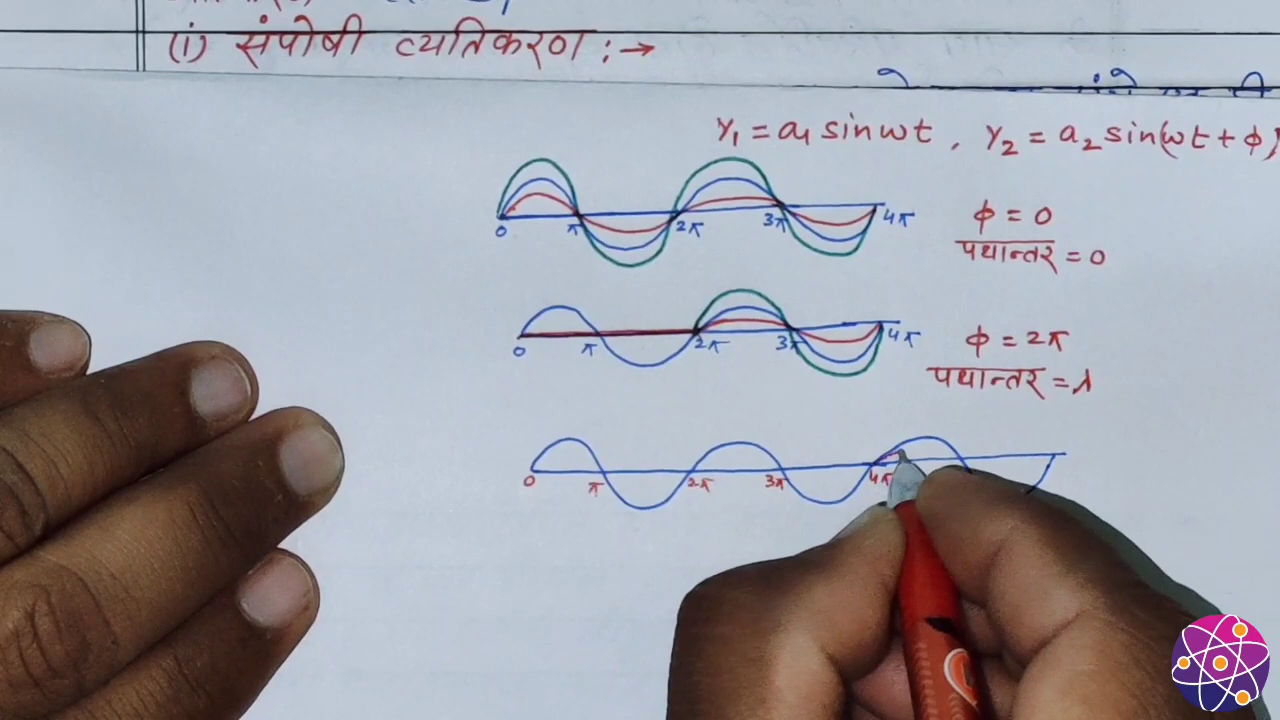 (i) संपोषी व्यतिकरण :→
y₁ = a₁ sinωt , y₂ = a₂ sin(ωt + ϕ)
0 π 2π 3π 4π
ϕ = 0
पथान्तर = 0
0 π 2π 3π 4π
ϕ = 2π
पथान्तर = λ
0 π 2π 3π 4π